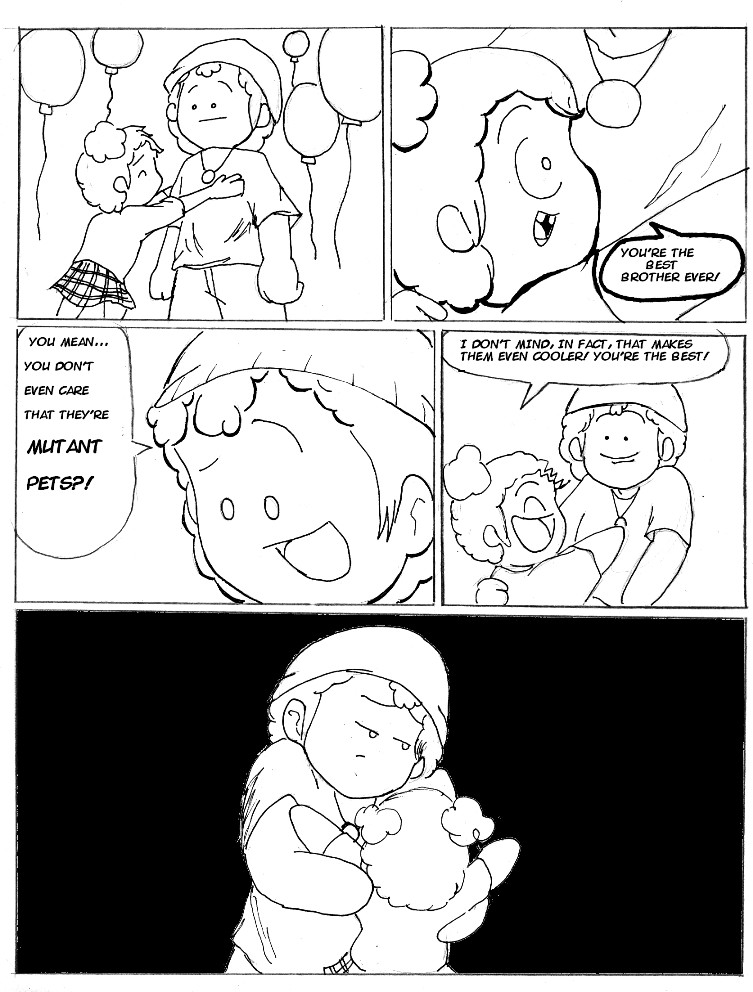 YOU'RE THE
BEST
BROTHER EVER!
YOU MEAN...
YOU DON'T
EVEN CARE
THAT THEY'RE
MUTANT
PETS?!
I DON'T MIND, IN FACT, THAT MAKES
THEM EVEN COOLER! YOU'RE THE BEST!